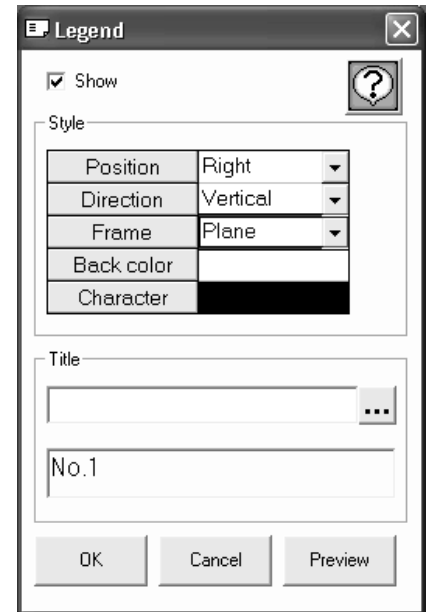 Legend
Show
Style
Position Right
Direction Vertical
Frame Plane
Back color
Character
Title
...
No.1
OK Cancel Preview